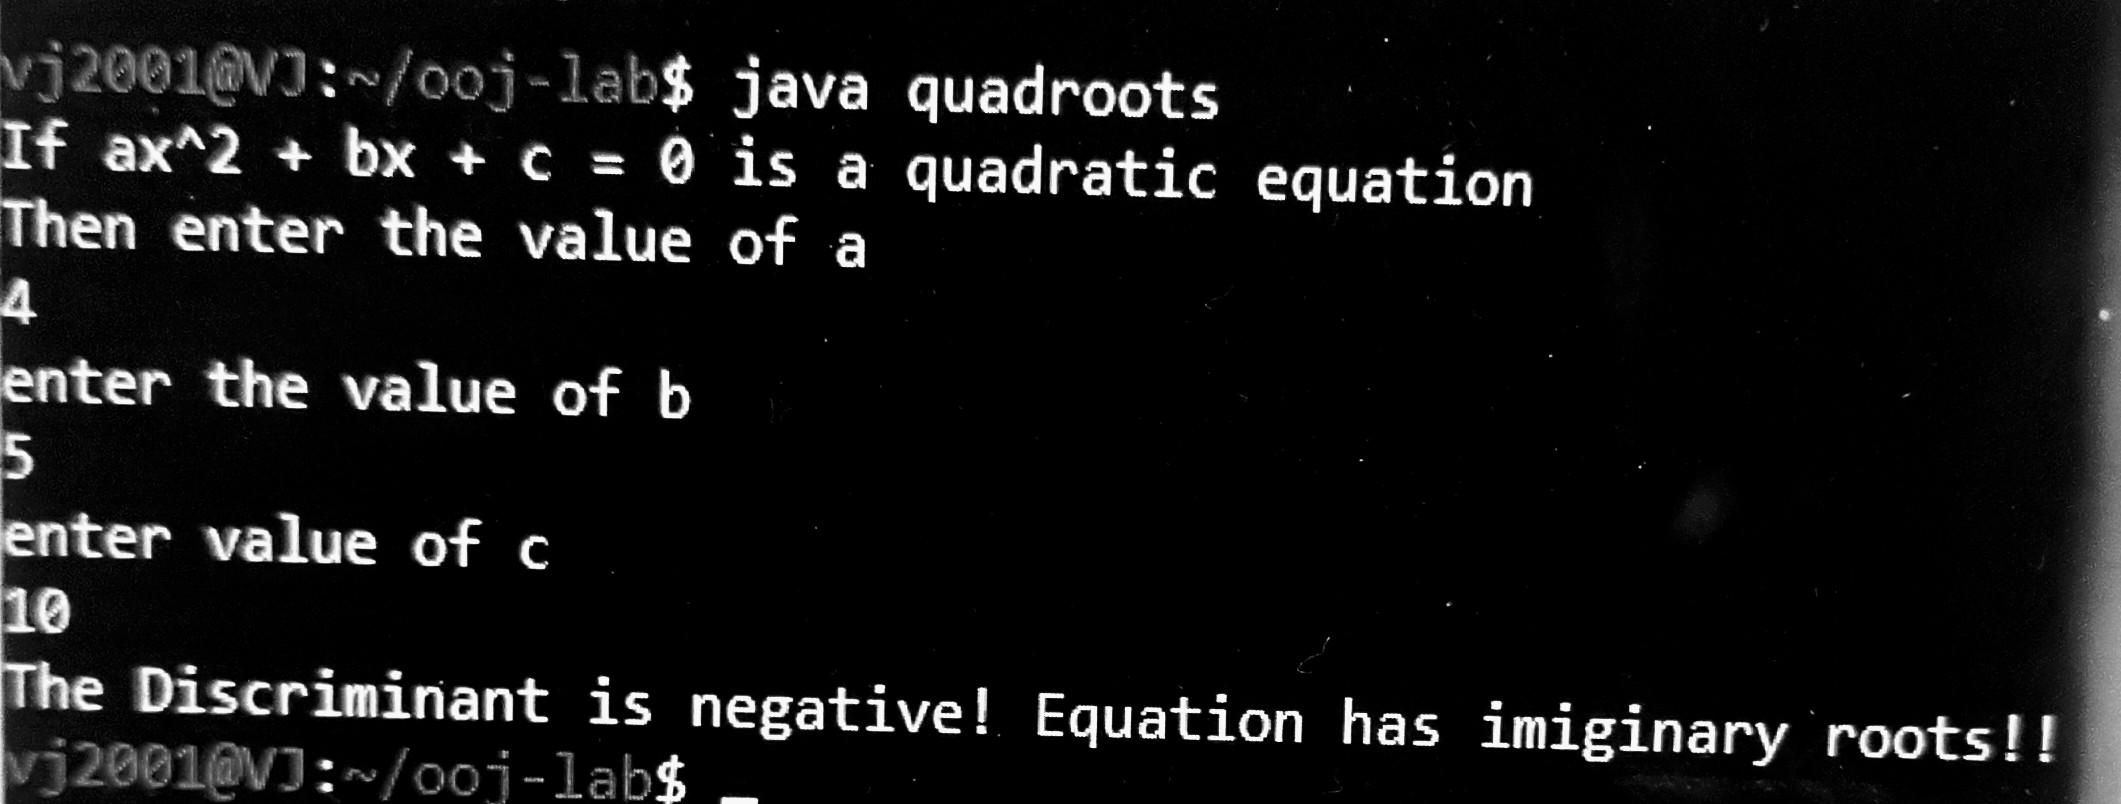 vj2001@VJ:~/ooj-lab$ java quadroots
If ax^2 + bx + c = 0 is a quadratic equation
Then enter the value of a
4
enter the value of b
5
enter value of c
10
The Discriminant is negative! Equation has imiginary roots!!
vj2001@VJ:~/ooj-lab$ _